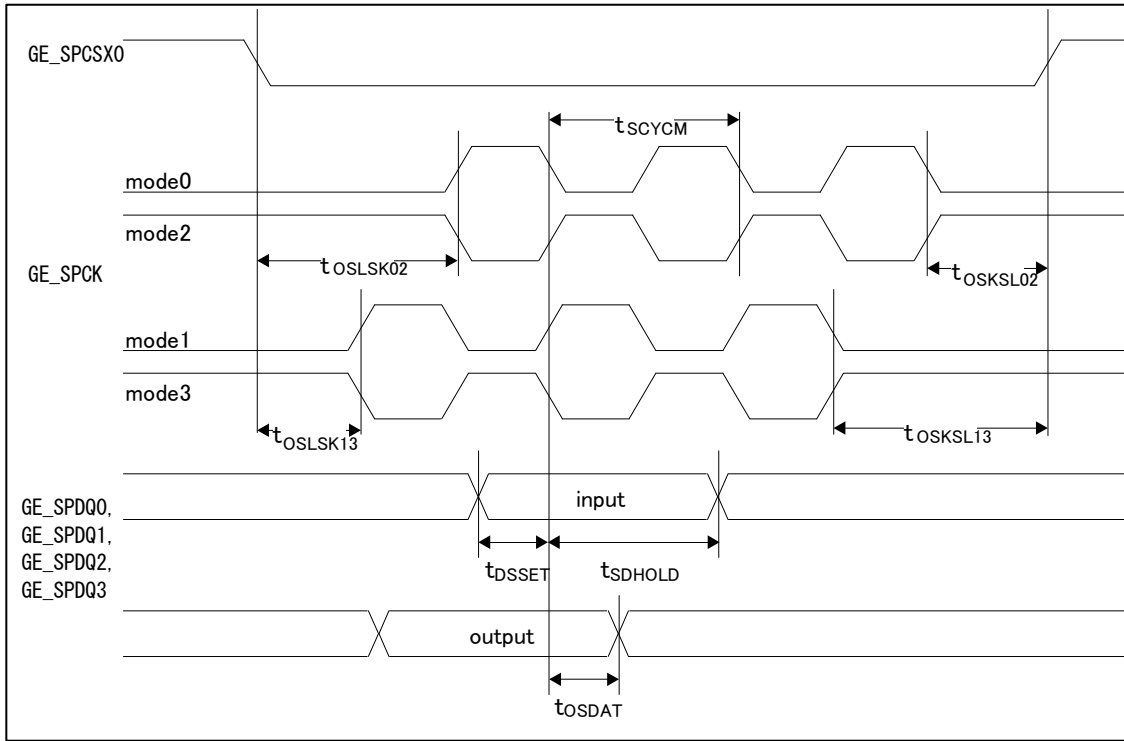 GE_SPCSX0
tSCYCM
mode0
mode2
tOSLSK02
tOSKSL02
GE_SPCK
mode1
mode3
tOSLSK13
tOSKSL13
GE_SPDQ0,
GE_SPDQ1,
GE_SPDQ2,
GE_SPDQ3
input
tDSSET
tSDHOLD
output
tOSDAT